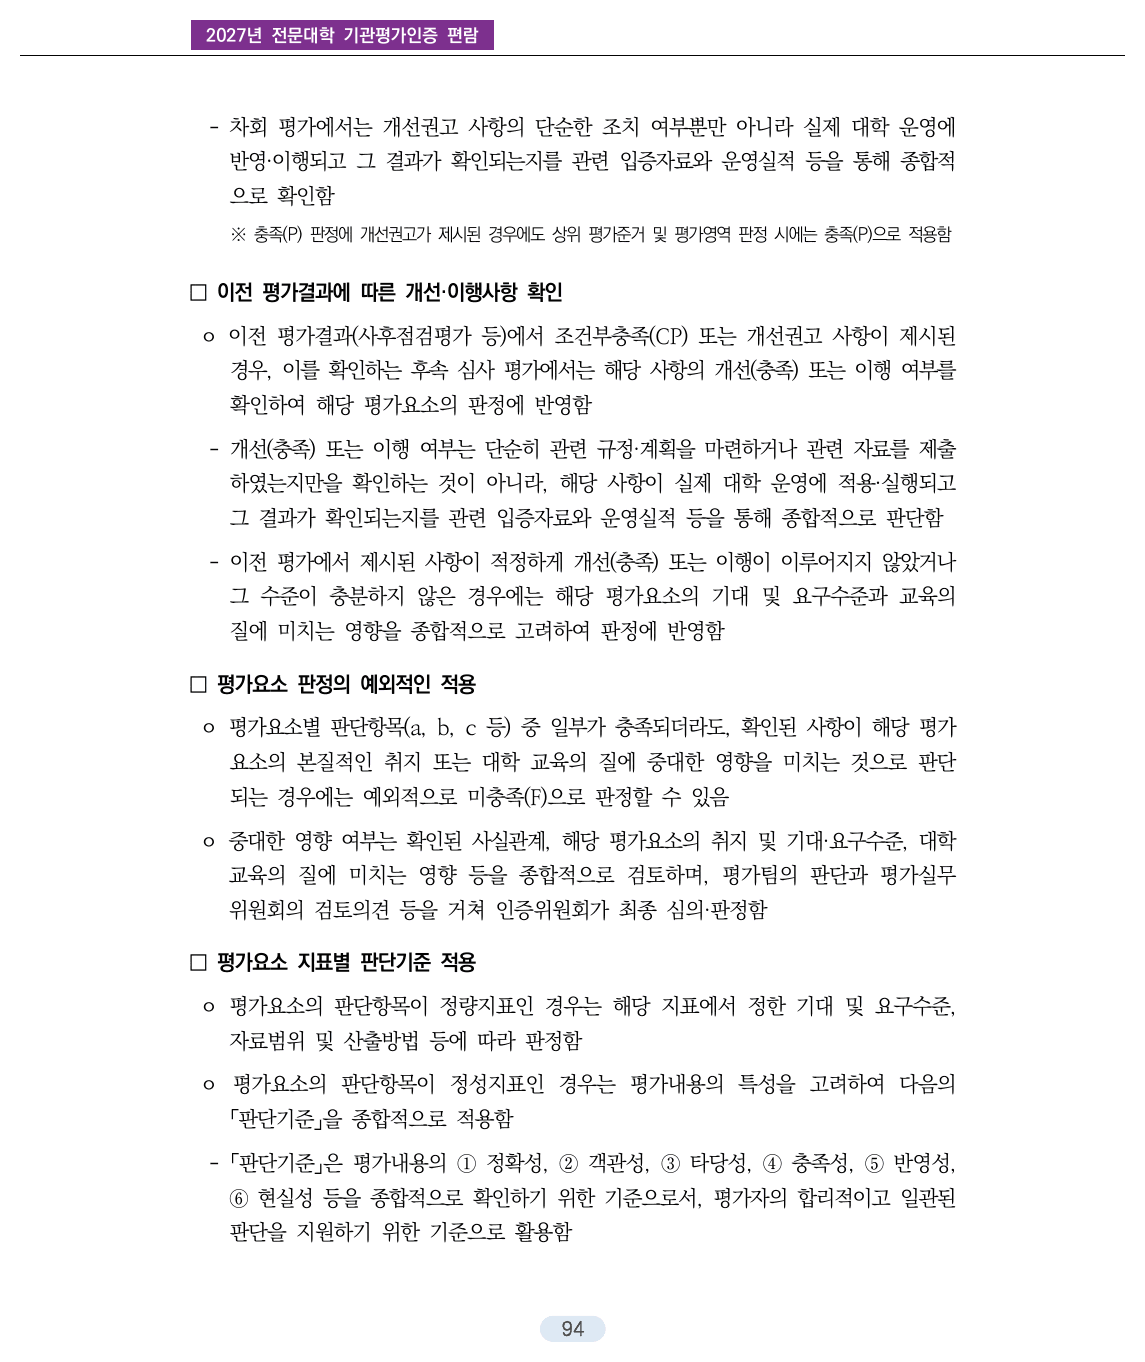 2027년 전문대학 기관평가인증 편람
- 차회 평가에서는 개선권고 사항의 단순한 조치 여부뿐만 아니라 실제 대학 운영에
반영·이행되고 그 결과가 확인되는지를 관련 입증자료와 운영실적 등을 통해 종합적
으로 확인함
※ 충족(P) 판정에 개선권고가 제시된 경우에도 상위 평가준거 및 평가영역 판정 시에는 충족(P)으로 적용함
□ 이전 평가결과에 따른 개선·이행사항 확인
ㅇ 이전 평가결과(사후점검평가 등)에서 조건부충족(CP) 또는 개선권고 사항이 제시된
경우, 이를 확인하는 후속 심사 평가에서는 해당 사항의 개선(충족) 또는 이행 여부를
확인하여 해당 평가요소의 판정에 반영함
- 개선(충족) 또는 이행 여부는 단순히 관련 규정·계획을 마련하거나 관련 자료를 제출
하였는지만을 확인하는 것이 아니라, 해당 사항이 실제 대학 운영에 적용·실행되고
그 결과가 확인되는지를 관련 입증자료와 운영실적 등을 통해 종합적으로 판단함
- 이전 평가에서 제시된 사항이 적정하게 개선(충족) 또는 이행이 이루어지지 않았거나
그 수준이 충분하지 않은 경우에는 해당 평가요소의 기대 및 요구수준과 교육의
질에 미치는 영향을 종합적으로 고려하여 판정에 반영함
□ 평가요소 판정의 예외적인 적용
ㅇ 평가요소별 판단항목(a, b, c 등) 중 일부가 충족되더라도, 확인된 사항이 해당 평가
요소의 본질적인 취지 또는 대학 교육의 질에 중대한 영향을 미치는 것으로 판단
되는 경우에는 예외적으로 미충족(F)으로 판정할 수 있음
ㅇ 중대한 영향 여부는 확인된 사실관계, 해당 평가요소의 취지 및 기대·요구수준, 대학
교육의 질에 미치는 영향 등을 종합적으로 검토하며, 평가팀의 판단과 평가실무
위원회의 검토의견 등을 거쳐 인증위원회가 최종 심의·판정함
□ 평가요소 지표별 판단기준 적용
ㅇ 평가요소의 판단항목이 정량지표인 경우는 해당 지표에서 정한 기대 및 요구수준,
자료범위 및 산출방법 등에 따라 판정함
ㅇ 평가요소의 판단항목이 정성지표인 경우는 평가내용의 특성을 고려하여 다음의
「판단기준」을 종합적으로 적용함
- 「판단기준」은 평가내용의 ① 정확성, ② 객관성, ③ 타당성, ④ 충족성, ⑤ 반영성,
⑥ 현실성 등을 종합적으로 확인하기 위한 기준으로서, 평가자의 합리적이고 일관된
판단을 지원하기 위한 기준으로 활용함
94